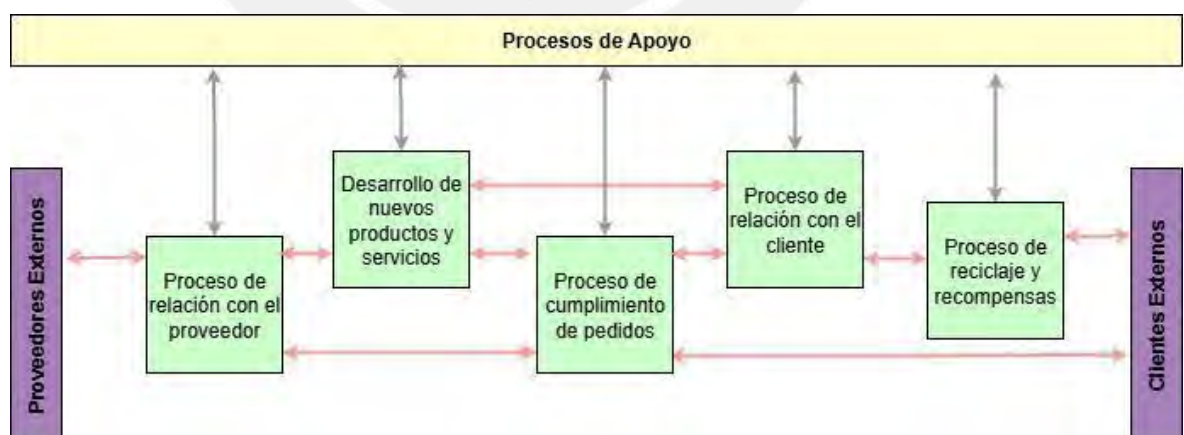 Procesos de Apoyo
Proveedores Externos
Proceso de
relación con el
proveedor
Desarrollo de
nuevos
productos y
servicios
Proceso de
cumplimiento
de pedidos
Proceso de
relación con el
cliente
Proceso de
reciclaje y
recompensas
Clientes Externos